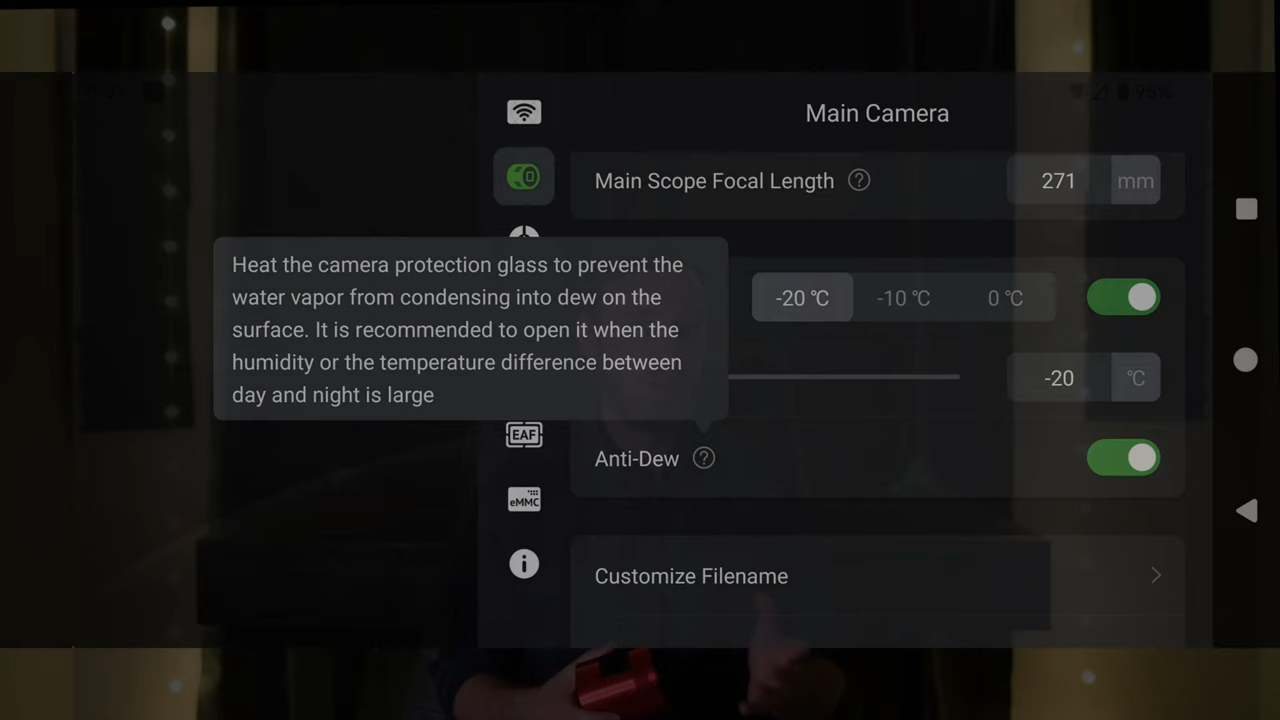 95%
Main Camera
Main Scope Focal Length ?
271 mm
Heat the camera protection glass to prevent the
water vapor from condensing into dew on the
surface. It is recommended to open it when the
humidity or the temperature difference between
day and night is large
-20 ℃ -10 ℃ 0 ℃
-20 ℃
EAF
Anti-Dew ?
eMMC
i
Customize Filename